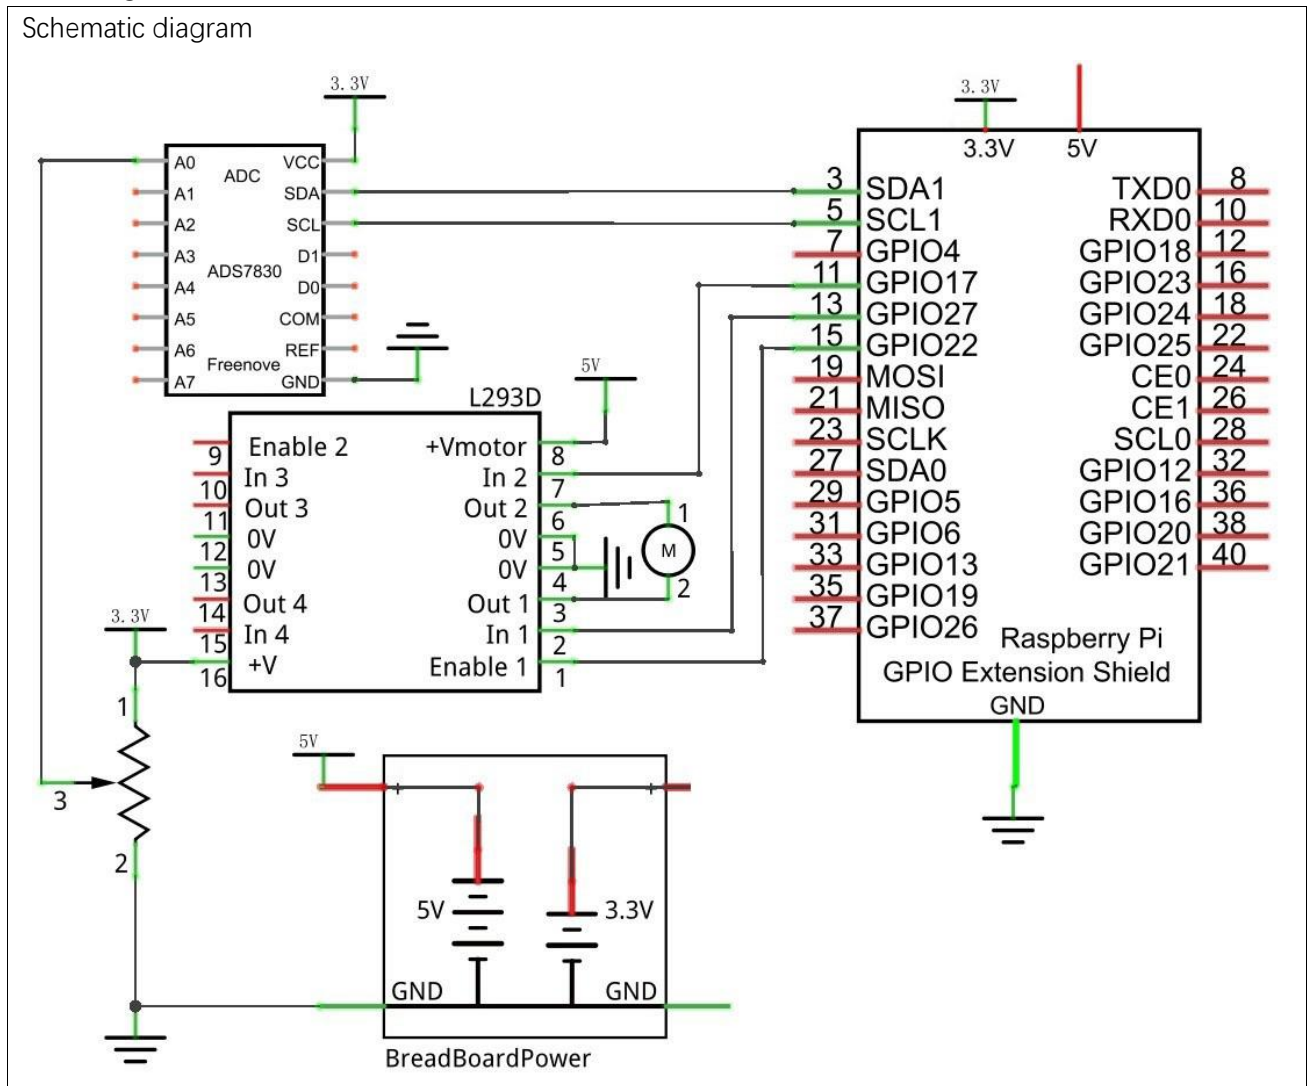 Schematic diagram
3.3V
A0
A1
A2
A3
A4
A5
A6
A7
ADC
ADS7830
Freenove
VCC
SDA
SCL
D1
D0
COM
REF
GND
3.3V
3.3V
5V
3 SDA1
5 SCL1
7 GPIO4
11 GPIO17
13 GPIO27
15 GPIO22
19 MOSI
21 MISO
23 SCLK
27 SDA0
29 GPIO5
31 GPIO6
33 GPIO13
35 GPIO19
37 GPIO26
TXD0 8
RXD0 10
GPIO18 12
GPIO23 16
GPIO24 18
GPIO25 22
CE0 24
CE1 26
SCL0 28
GPIO12 32
GPIO16 36
GPIO20 38
GPIO21 40
Raspberry Pi
GPIO Extension Shield
GND
5V
L293D
9 Enable 2
10 In 3
11 Out 3
12 0V
13 0V
14 Out 4
15 In 4
16 +V
+Vmotor 8
In 2 7
Out 2 6
0V 5
0V 4
Out 1 3
In 1 2
Enable 1 1
1
M
2
3.3V
1
3
2
5V
+
+
5V
3.3V
GND
GND
BreadBoardPower